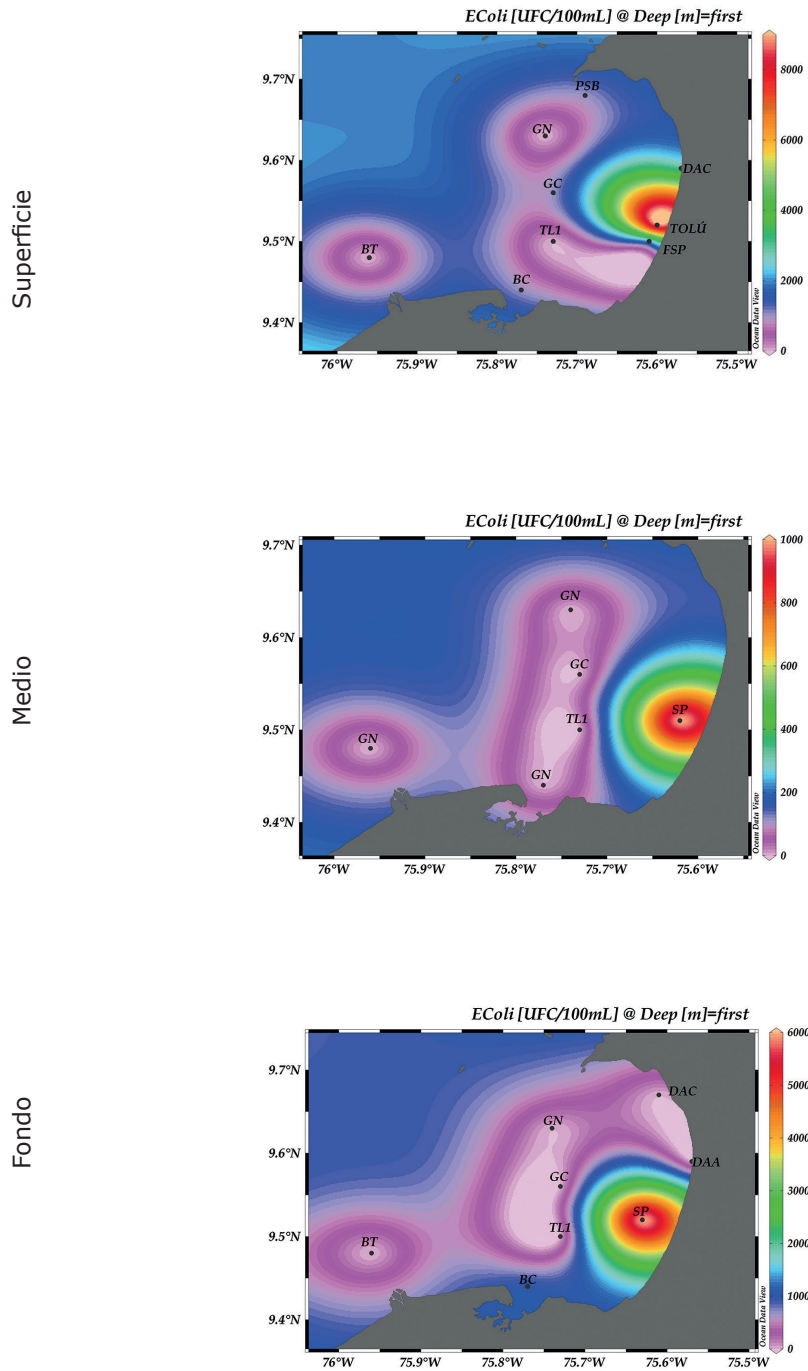 EColi [UFC/100mL] @ Deep [m]=first
Superficie
9.7°N
9.6°N
9.5°N
9.4°N
76°W
75.9°W
75.8°W
75.7°W
75.6°W
75.5°W
PSB
GN
GC
DAC
TL1
TOLÚ
FSP
BT
BC
Ocean Data View
8000
6000
4000
2000
0
EColi [UFC/100mL] @ Deep [m]=first
Medio
9.7°N
9.6°N
9.5°N
9.4°N
76°W
75.9°W
75.8°W
75.7°W
75.6°W
GN
GC
SP
TL1
GN
GN
Ocean Data View
1000
800
600
400
200
0
EColi [UFC/100mL] @ Deep [m]=first
Fondo
9.7°N
9.6°N
9.5°N
9.4°N
76°W
75.9°W
75.8°W
75.7°W
75.6°W
75.5°W
DAC
GN
DAA
GC
SP
TL1
BT
BC
Ocean Data View
6000
5000
4000
3000
2000
1000
0